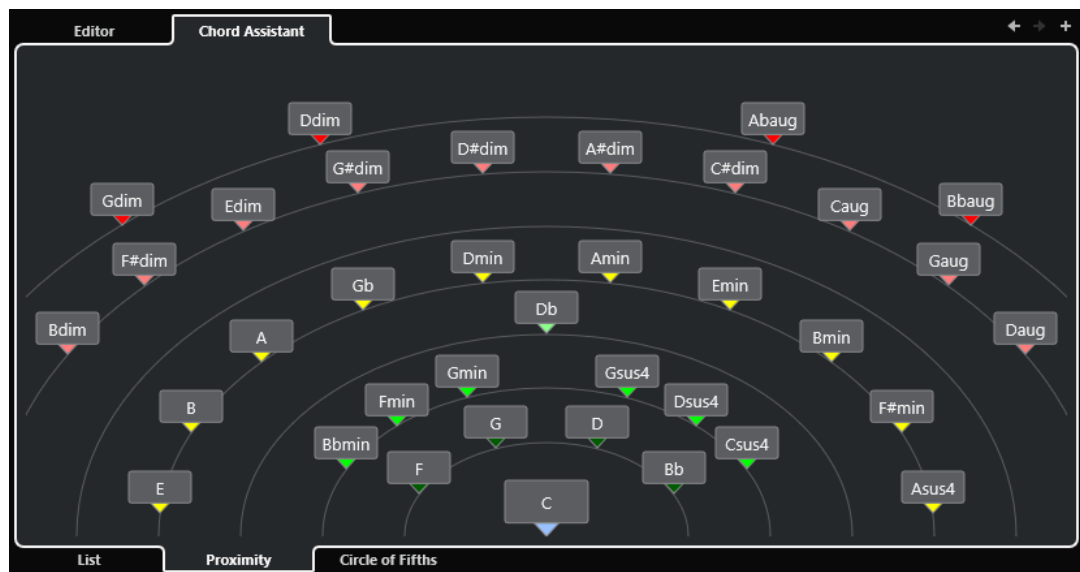 Editor Chord Assistant
Ddim Abaug
D#dim A#dim
G#dim C#dim
Gdim Edim Caug Bbaug
F#dim Dmin Amin Gaug
Gb Emin
Db
Bdim A Bmin Daug
Gmin Gsus4
Fmin Dsus4
B F#min
G D
Bbmin Csus4
F Bb
E Asus4
C
List Proximity Circle of Fifths